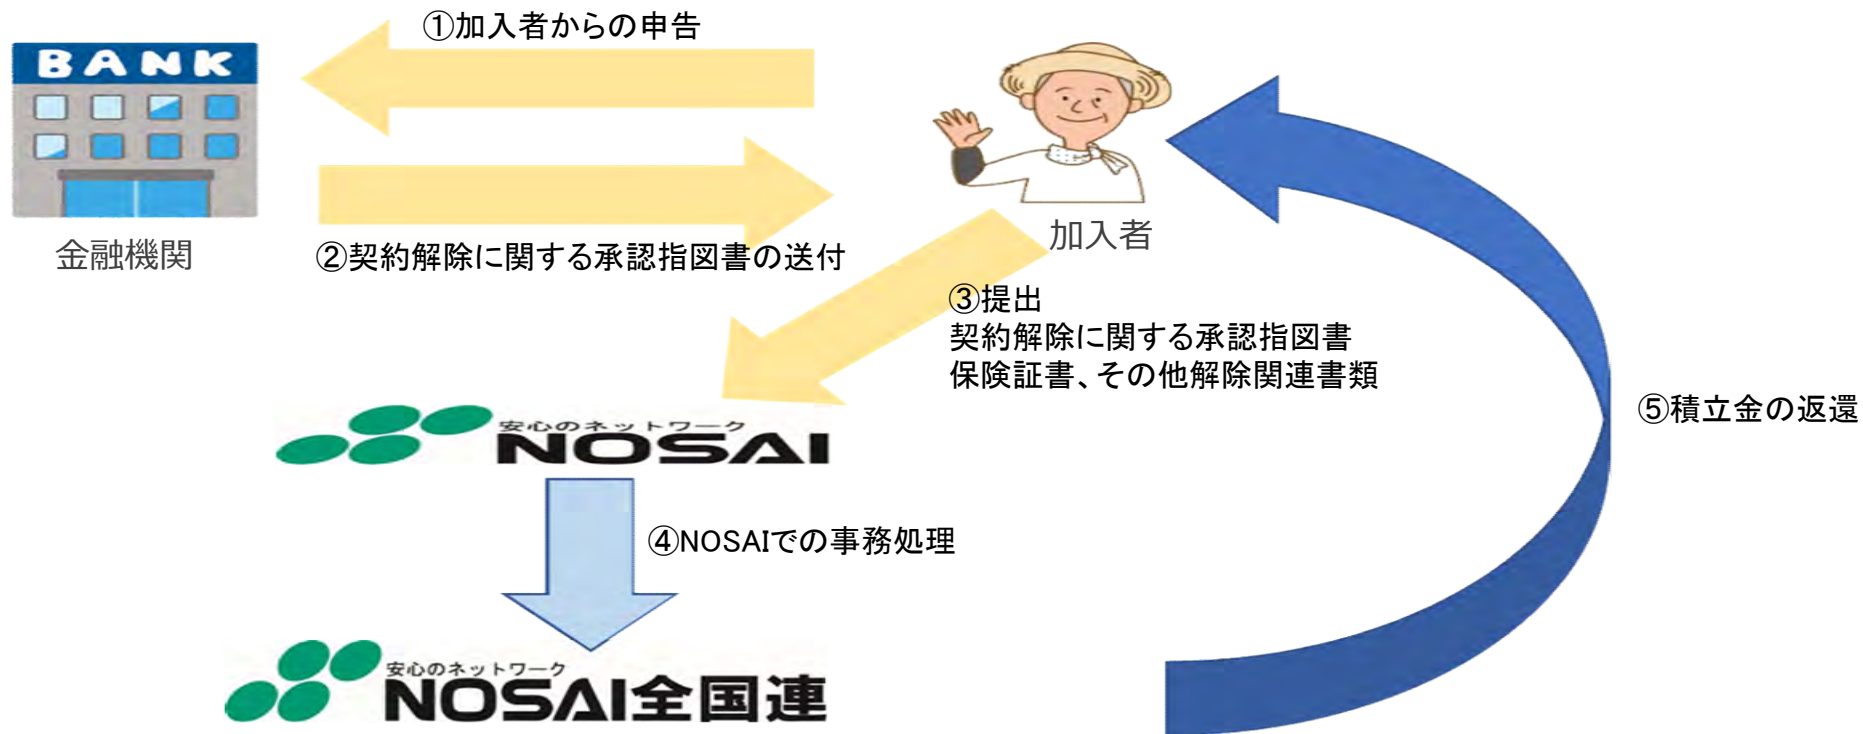 ①加入者からの申告
BANK
金融機関
②契約解除に関する承認指図書の送付
加入者
③提出
契約解除に関する承認指図書
保険証書、その他解除関連書類
⑤積立金の返還
安心のネットワーク
NOSAI
④NOSAIでの事務処理
安心のネットワーク
NOSAI全国連